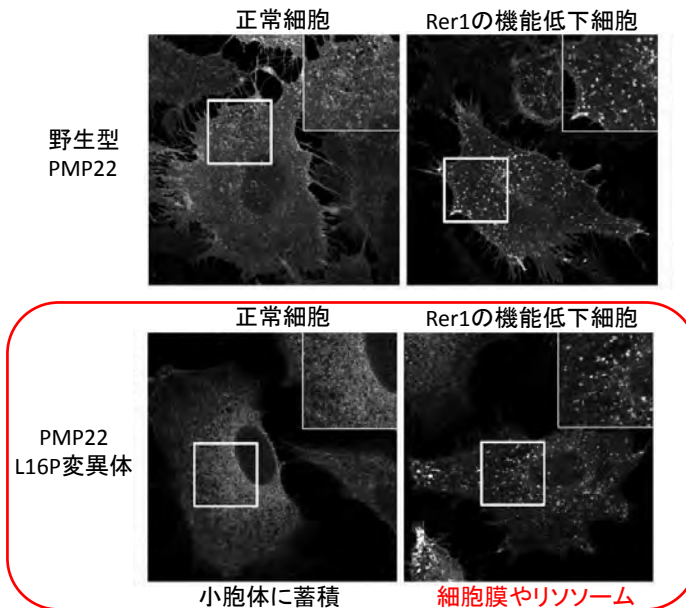 正常細胞
Rer1の機能低下細胞
野生型
PMP22
正常細胞
Rer1の機能低下細胞
PMP22
L16P変異体
小胞体に蓄積
細胞膜やリソソーム